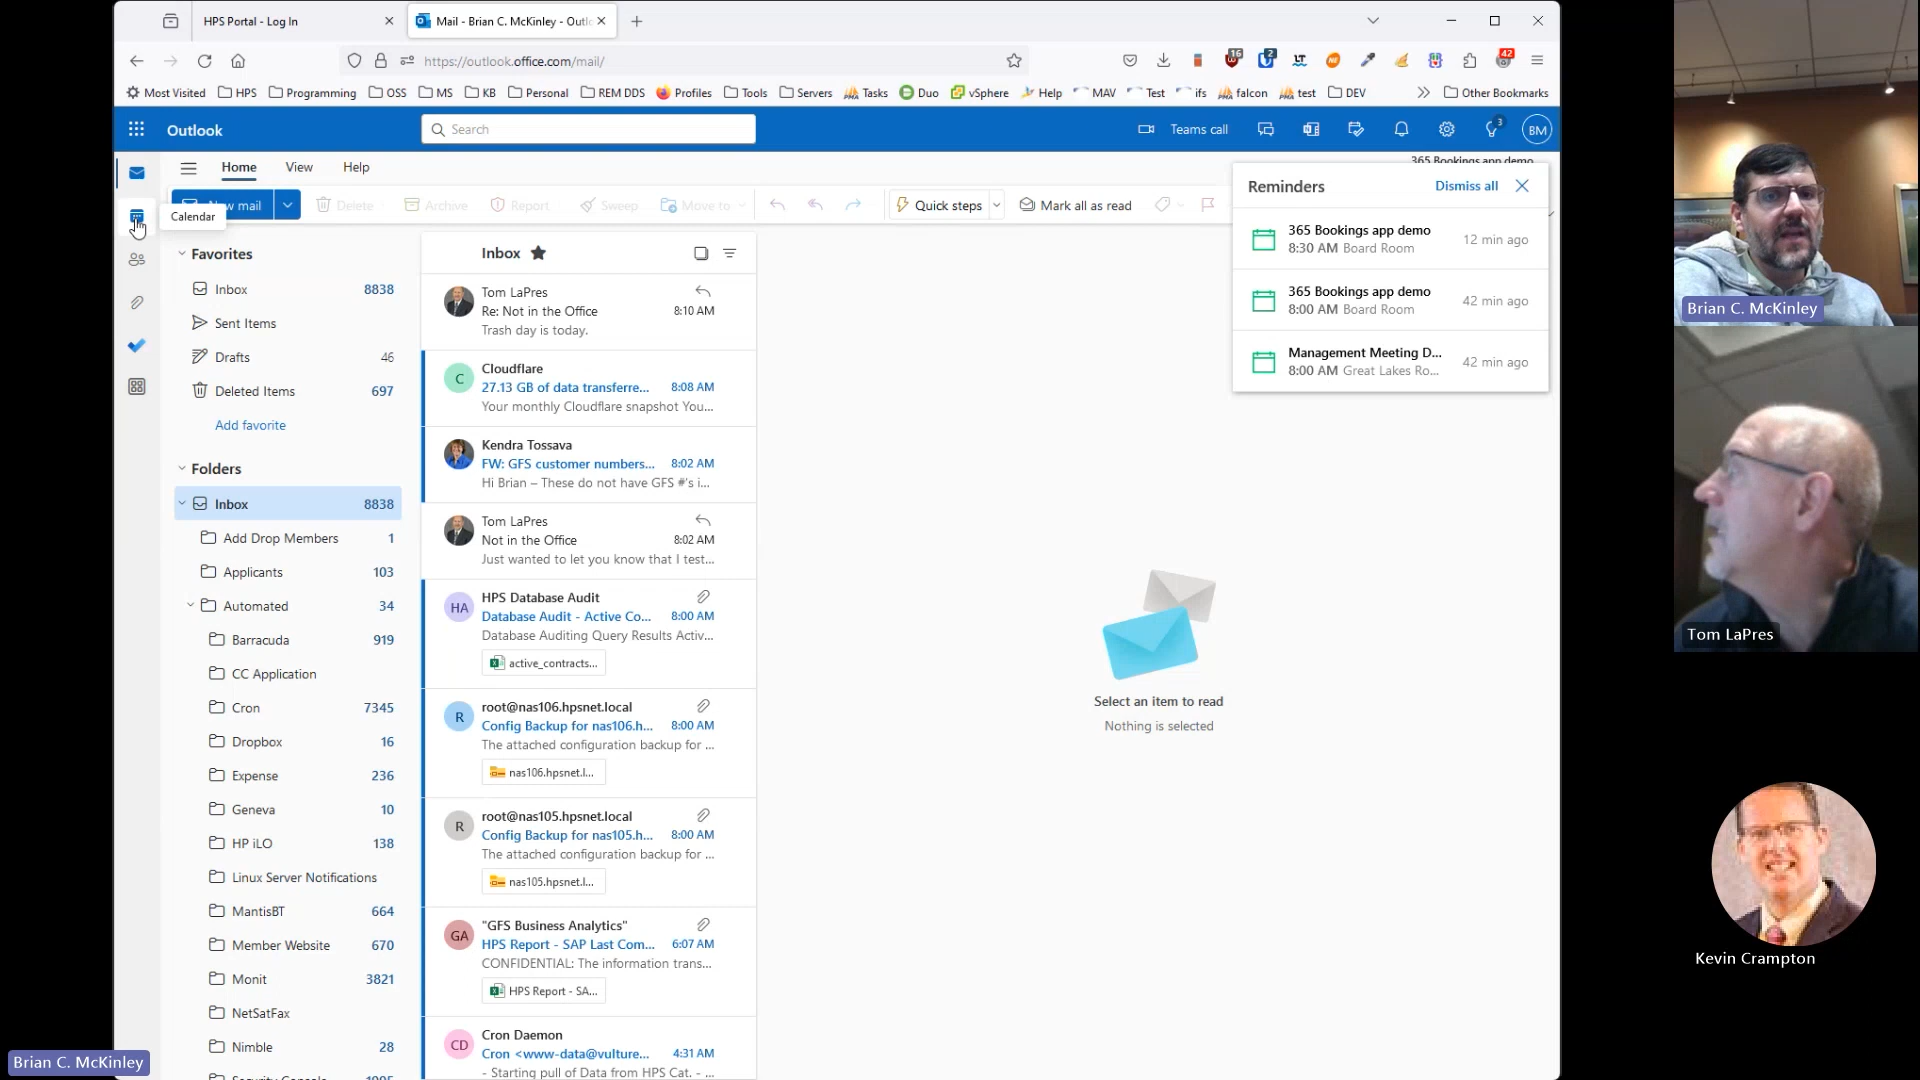 HPS Portal - Log In
Mail - Brian C. McKinley - Outlo
https://outlook.office.com/mail/
16
2
LT
42
Most Visited
HPS
Programming
OSS
MS
KB
Personal
REM DDS
Profiles
Tools
Servers
Tasks
Duo
vSphere
Help
MAV
Test
ifs
falcon
test
DEV
Other Bookmarks
Outlook
Search
Teams call
3
BM
Home
View
Help
365 Bookings app demo
New mail
Delete
Archive
Report
Sweep
Move to
Quick steps
Mark all as read
Calendar
Reminders
Dismiss all
365 Bookings app demo
8:30 AM Board Room
12 min ago
365 Bookings app demo
8:00 AM Board Room
42 min ago
Management Meeting D...
8:00 AM Great Lakes Ro...
42 min ago
Favorites
Inbox 8838
Sent Items
Drafts 46
Deleted Items 697
Add favorite
Folders
Inbox 8838
Add Drop Members 1
Applicants 103
Automated 34
Barracuda 919
CC Application
Cron 7345
Dropbox 16
Expense 236
Geneva 10
HP iLO 138
Linux Server Notifications
MantisBT 664
Member Website 670
Monit 3821
NetSatFax
Nimble 28
Inbox
Tom LaPres
Re: Not in the Office 8:10 AM
Trash day is today.
C
Cloudflare
27.13 GB of data transferre... 8:08 AM
Your monthly Cloudflare snapshot You...
Kendra Tossava
FW: GFS customer numbers... 8:02 AM
Hi Brian – These do not have GFS #'s i...
Tom LaPres
Not in the Office 8:02 AM
Just wanted to let you know that I test...
HA
HPS Database Audit
Database Audit - Active Co... 8:00 AM
Database Auditing Query Results Activ...
active_contracts...
R
root@nas106.hpsnet.local
Config Backup for nas106.h... 8:00 AM
The attached configuration backup for ...
nas106.hpsnet.l...
R
root@nas105.hpsnet.local
Config Backup for nas105.h... 8:00 AM
The attached configuration backup for ...
nas105.hpsnet.l...
GA
"GFS Business Analytics"
HPS Report - SAP Last Com... 6:07 AM
CONFIDENTIAL: The information trans...
HPS Report - SA...
CD
Cron Daemon
Cron <www-data@vulture... 4:31 AM
- Starting pull of Data from HPS Cat. - ...
Select an item to read
Nothing is selected
Brian C. McKinley
Tom LaPres
Kevin Crampton
Brian C. McKinley